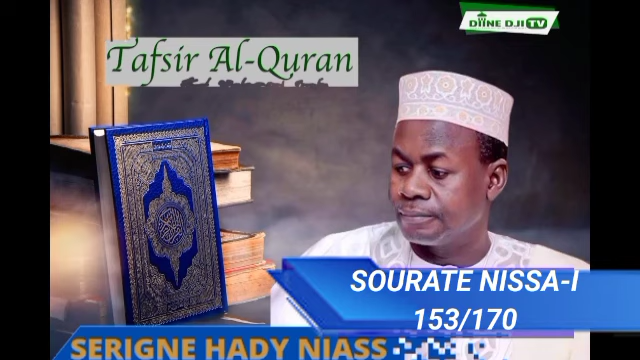 DIINE DJI TV
Tafsir Al-Quran
SOURATE NISSA-I
153/170
SERIGNE HADY NIASS